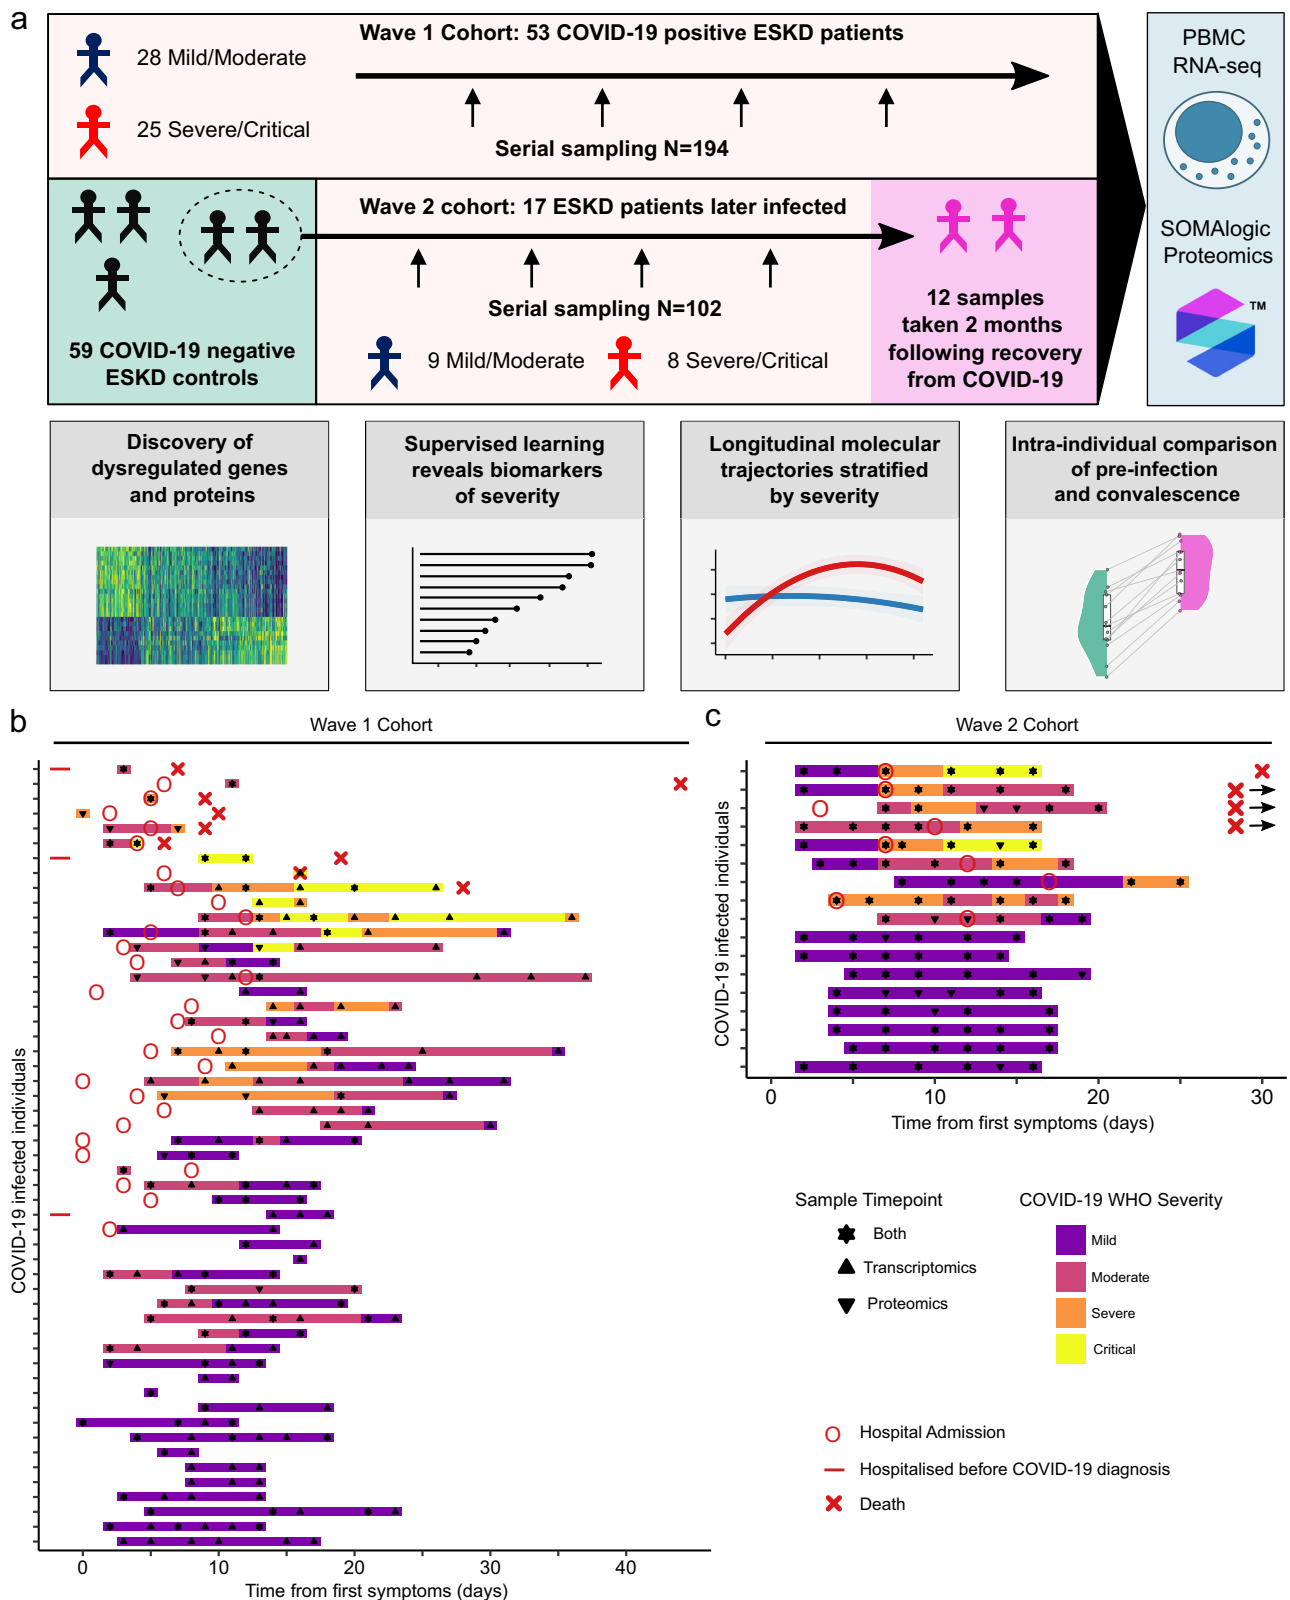 a
Wave 1 Cohort: 53 COVID-19 positive ESKD patients
28 Mild/Moderate
25 Severe/Critical
Serial sampling N=194
PBMC
RNA-seq
Wave 2 cohort: 17 ESKD patients later infected
Serial sampling N=102
9 Mild/Moderate
8 Severe/Critical
59 COVID-19 negative
ESKD controls
12 samples
taken 2 months
following recovery
from COVID-19
SOMAlogic
Proteomics
TM
Discovery of
dysregulated genes
and proteins
Supervised learning
reveals biomarkers
of severity
Longitudinal molecular
trajectories stratified
by severity
Intra-individual comparison
of pre-infection
and convalescence
b
Wave 1 Cohort
COVID-19 infected individuals
0 10 20 30 40
Time from first symptoms (days)
c
Wave 2 Cohort
COVID-19 infected individuals
0 10 20 30
Time from first symptoms (days)
Sample Timepoint
Both
Transcriptomics
Proteomics
COVID-19 WHO Severity
Mild
Moderate
Severe
Critical
Hospital Admission
Hospitalised before COVID-19 diagnosis
Death